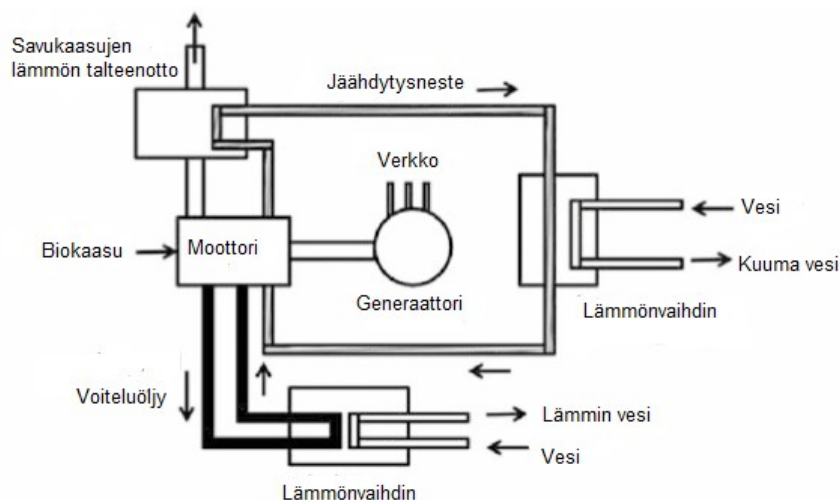 Savukaasujen
lämmön talteenotto
Jäähdytysneste
Verkko
Vesi
Biokaasu
Moottori
Kuuma vesi
Generaattori
Lämmönvaihdin
Voiteluöljy
Lämmin vesi
Vesi
Lämmönvaihdin